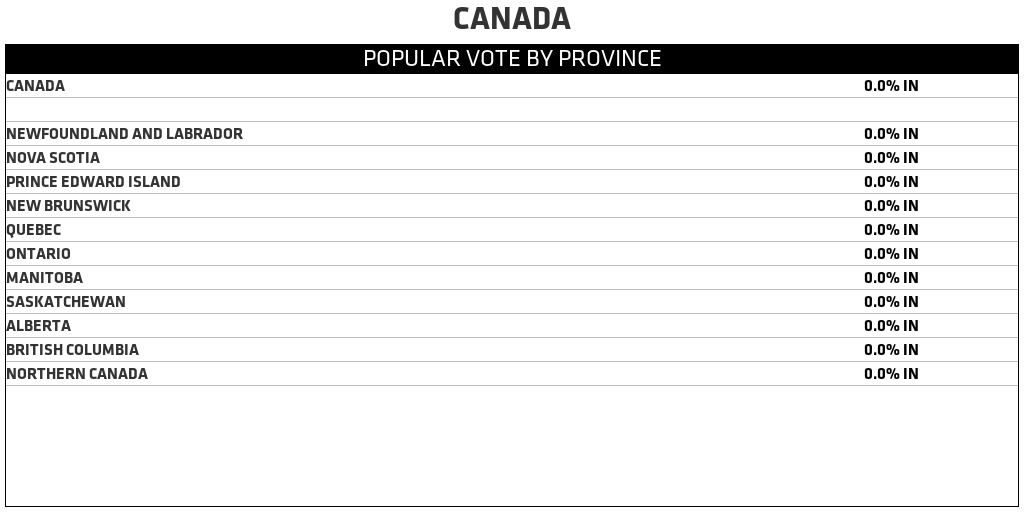 CANADA
POPULAR VOTE BY PROVINCE
CANADA 0.0% IN
NEWFOUNDLAND AND LABRADOR 0.0% IN
NOVA SCOTIA 0.0% IN
PRINCE EDWARD ISLAND 0.0% IN
NEW BRUNSWICK 0.0% IN
QUEBEC 0.0% IN
ONTARIO 0.0% IN
MANITOBA 0.0% IN
SASKATCHEWAN 0.0% IN
ALBERTA 0.0% IN
BRITISH COLUMBIA 0.0% IN
NORTHERN CANADA 0.0% IN